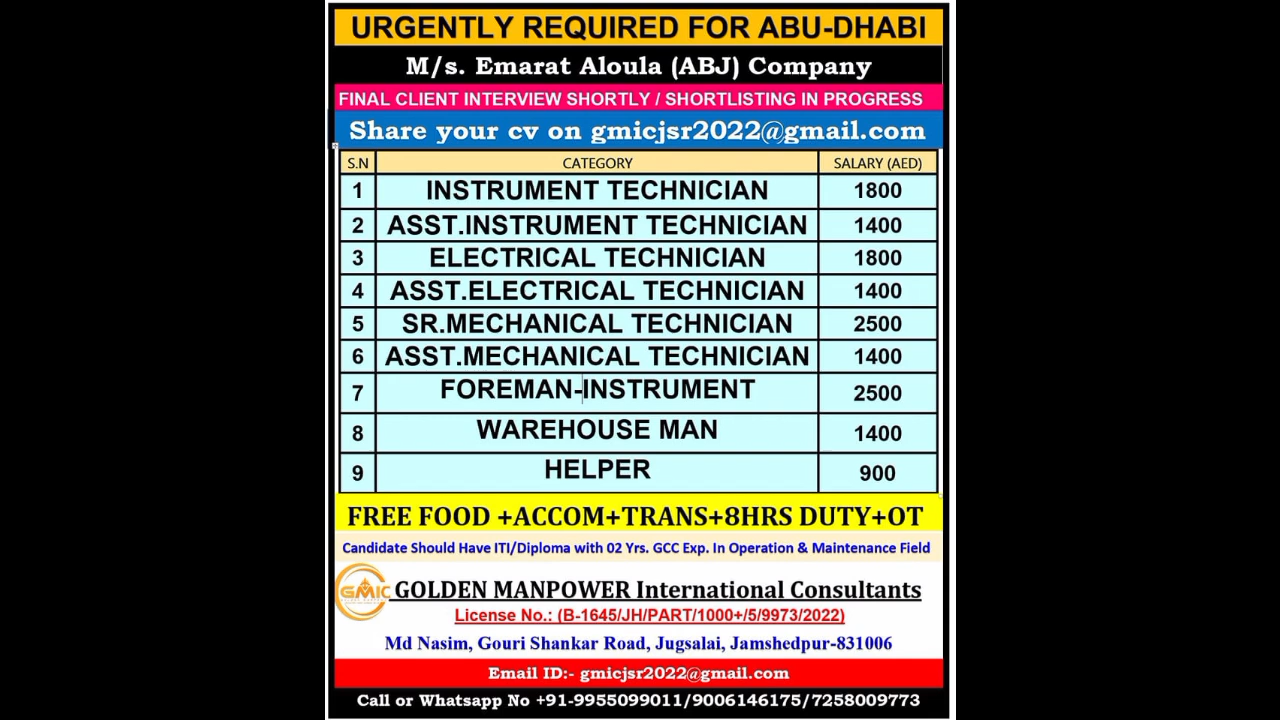 URGENTLY REQUIRED FOR ABU-DHABI
M/s. Emarat Aloula (ABJ) Company
FINAL CLIENT INTERVIEW SHORTLY / SHORTLISTING IN PROGRESS
Share your cv on gmicjsr2022@gmail.com
S.N CATEGORY SALARY (AED)
1 INSTRUMENT TECHNICIAN 1800
2 ASST.INSTRUMENT TECHNICIAN 1400
3 ELECTRICAL TECHNICIAN 1800
4 ASST.ELECTRICAL TECHNICIAN 1400
5 SR.MECHANICAL TECHNICIAN 2500
6 ASST.MECHANICAL TECHNICIAN 1400
7 FOREMAN-INSTRUMENT 2500
8 WAREHOUSE MAN 1400
9 HELPER 900
FREE FOOD +ACCOM+TRANS+8HRS DUTY+OT
Candidate Should Have ITI/Diploma with 02 Yrs. GCC Exp. In Operation & Maintenance Field
GMIC GOLDEN MANPOWER International Consultants
License No.: (B-1645/JH/PART/1000+/5/9973/2022)
Md Nasim, Gouri Shankar Road, Jugsalai, Jamshedpur-831006
Email ID:- gmicjsr2022@gmail.com
Call or Whatsapp No +91-9955099011/9006146175/7258009773